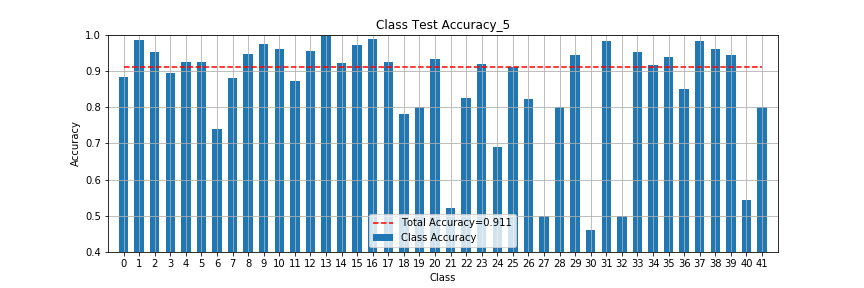 Class Test Accuracy_5
1.0
0.9
0.8
0.7
0.6
0.5
0.4
Accuracy
Total Accuracy=0.911
Class Accuracy
0 1 2 3 4 5 6 7 8 9 10 11 12 13 14 15 16 17 18 19 20 21 22 23 24 25 26 27 28 29 30 31 32 33 34 35 36 37 38 39 40 41
Class